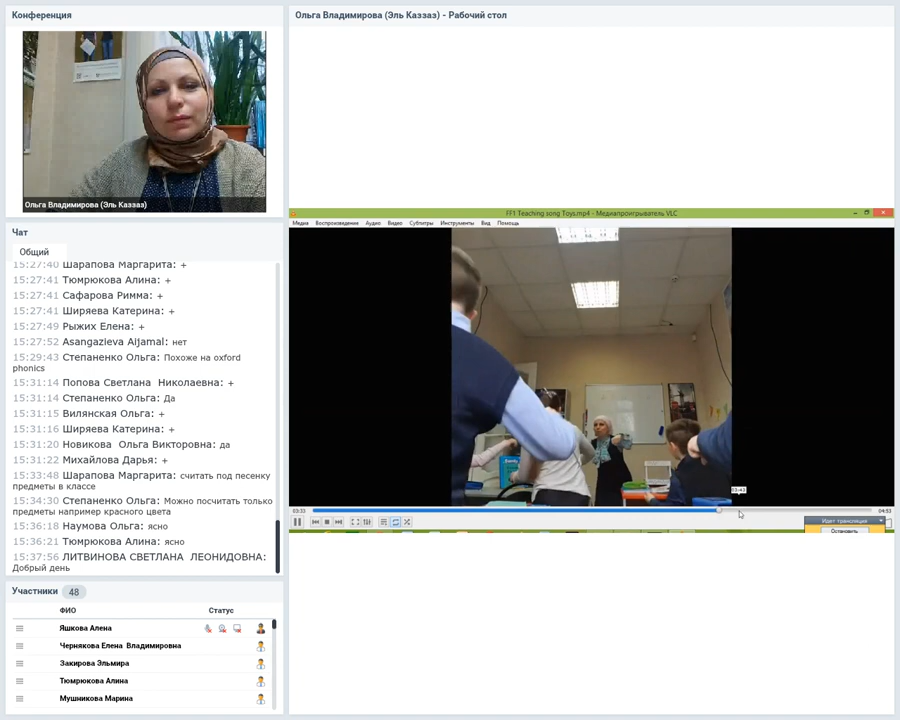 Конференция
Ольга Владимирова (Эль Каззаз)
Чат
Общий
15:27:40 Шарапова Маргарита: +
15:27:41 Тюмрюкова Алина: +
15:27:41 Сафарова Римма: +
15:27:41 Ширяева Катерина: +
15:27:49 Рыжих Елена: +
15:27:52 Asangazieva Aijamal: нет
15:29:43 Степаненко Ольга: Похоже на oxford
phonics
15:31:14 Попова Светлана Николаевна: +
15:31:14 Степаненко Ольга: Да
15:31:15 Вилянская Ольга: +
15:31:16 Ширяева Катерина: +
15:31:20 Новикова Ольга Викторовна: да
15:31:22 Михайлова Дарья: +
15:33:48 Шарапова Маргарита: считать под песенку
предметы в классе
15:34:30 Степаненко Ольга: Можно посчитать только
предметы например красного цвета
15:36:18 Наумова Ольга: ясно
15:36:21 Тюмрюкова Алина: ясно
15:37:56 ЛИТВИНОВА СВЕТЛАНА ЛЕОНИДОВНА:
Добрый день
Участники 48
ФИО Статус
Яшкова Алена
Чернякова Елена Владимировна
Закирова Эльмира
Тюмрюкова Алина
Мушникова Марина
Ольга Владимирова (Эль Каззаз) - Рабочий стол
FF1 Teaching song Toys.mp4 - Медиапроигрыватель VLC
Медиа Воспроизведение Аудио Видео Субтитры Инструменты Вид Помощь
03:43
03:33 04:53
Идет трансляция
Остановить